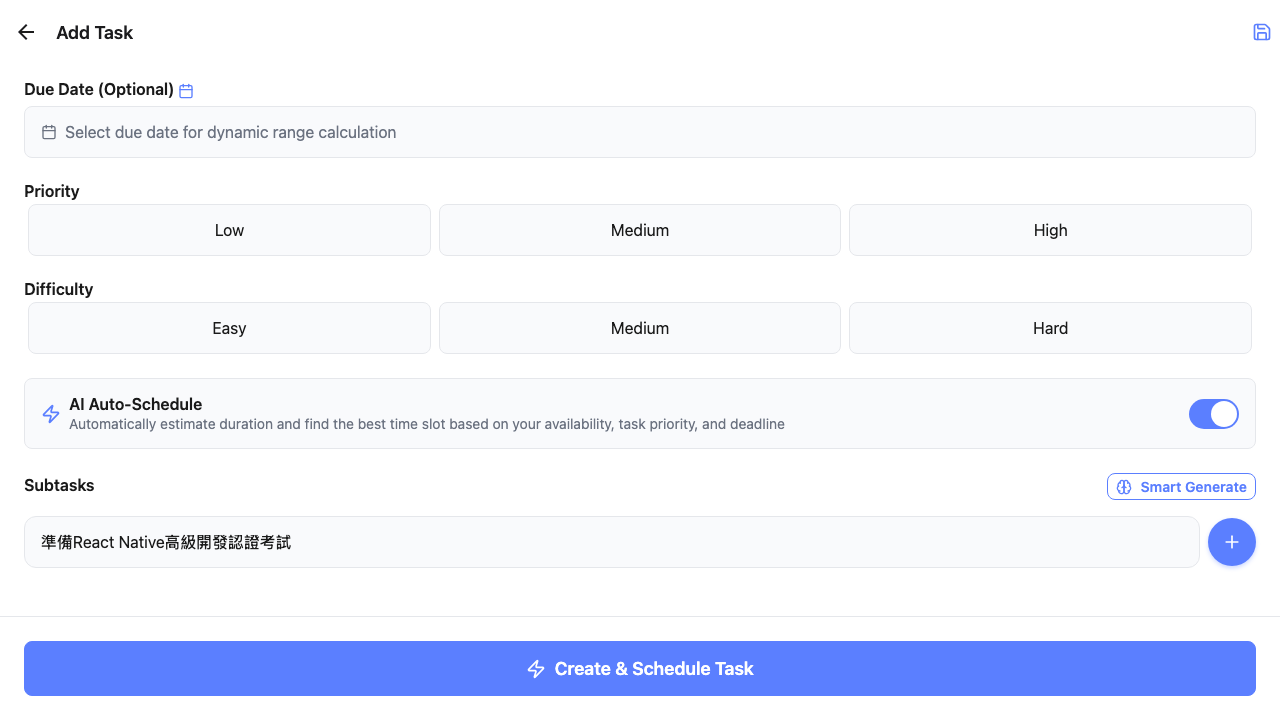 Add Task
Due Date (Optional)
Select due date for dynamic range calculation
Priority
Low
Medium
High
Difficulty
Easy
Medium
Hard
AI Auto-Schedule
Automatically estimate duration and find the best time slot based on your availability, task priority, and deadline
Subtasks
Smart Generate
準備React Native高級開發認證考試
Create & Schedule Task